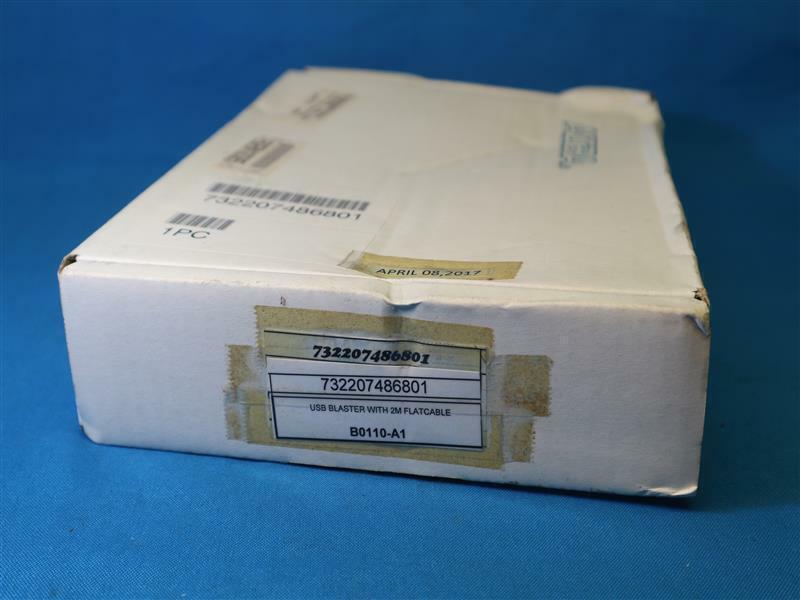 732207486801
1PC
APRIL 08,2017
732207486801
732207486801
USB BLASTER WITH 2M FLATCABLE
B0110-A1